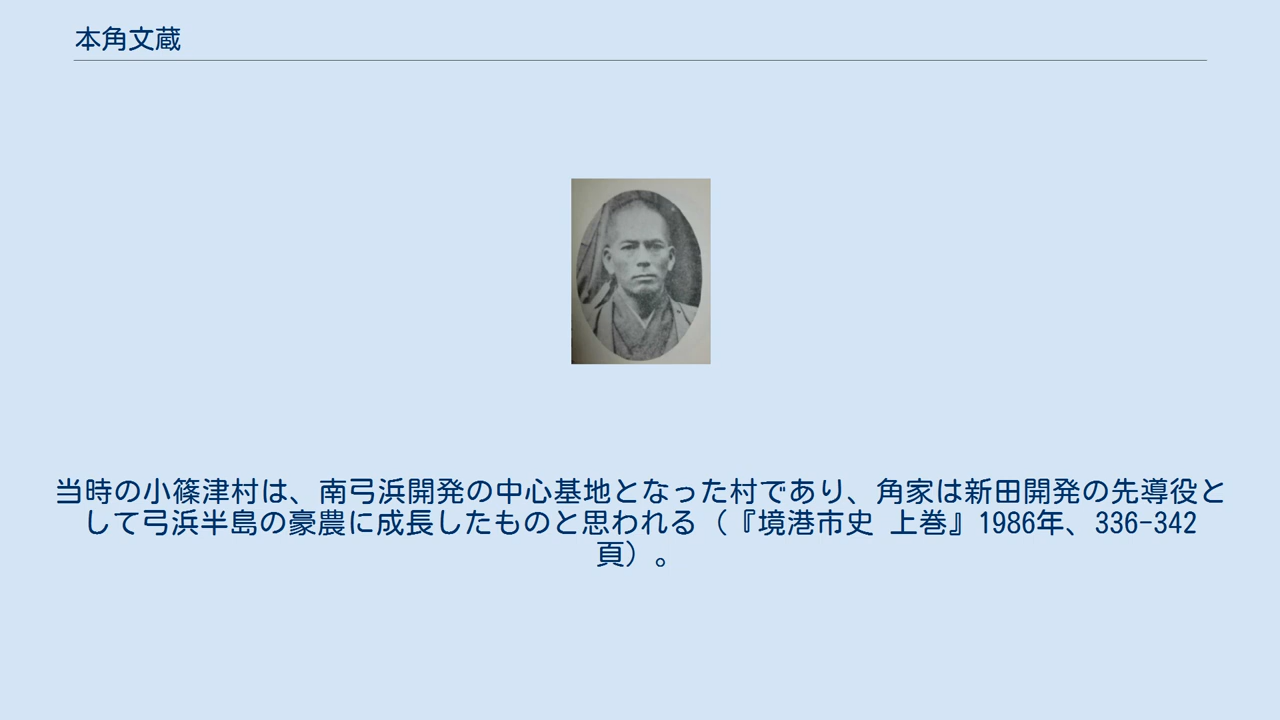 本角文蔵
当時の小篠津村は、南弓浜開発の中心基地となった村であり、角家は新田開発の先導役と
して弓浜半島の豪農に成長したものと思われる（『境港市史 上巻』1986年、336-342
頁）。